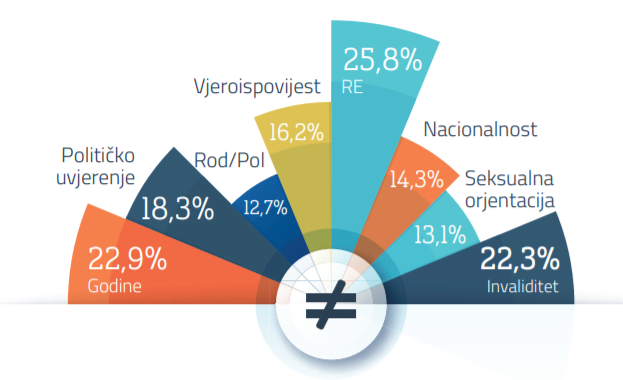 25,8%
RE
Vjeroispovijest
16,2%
Nacionalnost
14,3%
Političko
uvjerenje
18,3%
Rod/Pol
12,7%
Seksualna
orjentacija
13,1%
22,9%
Godine
22,3%
Invaliditet
≠